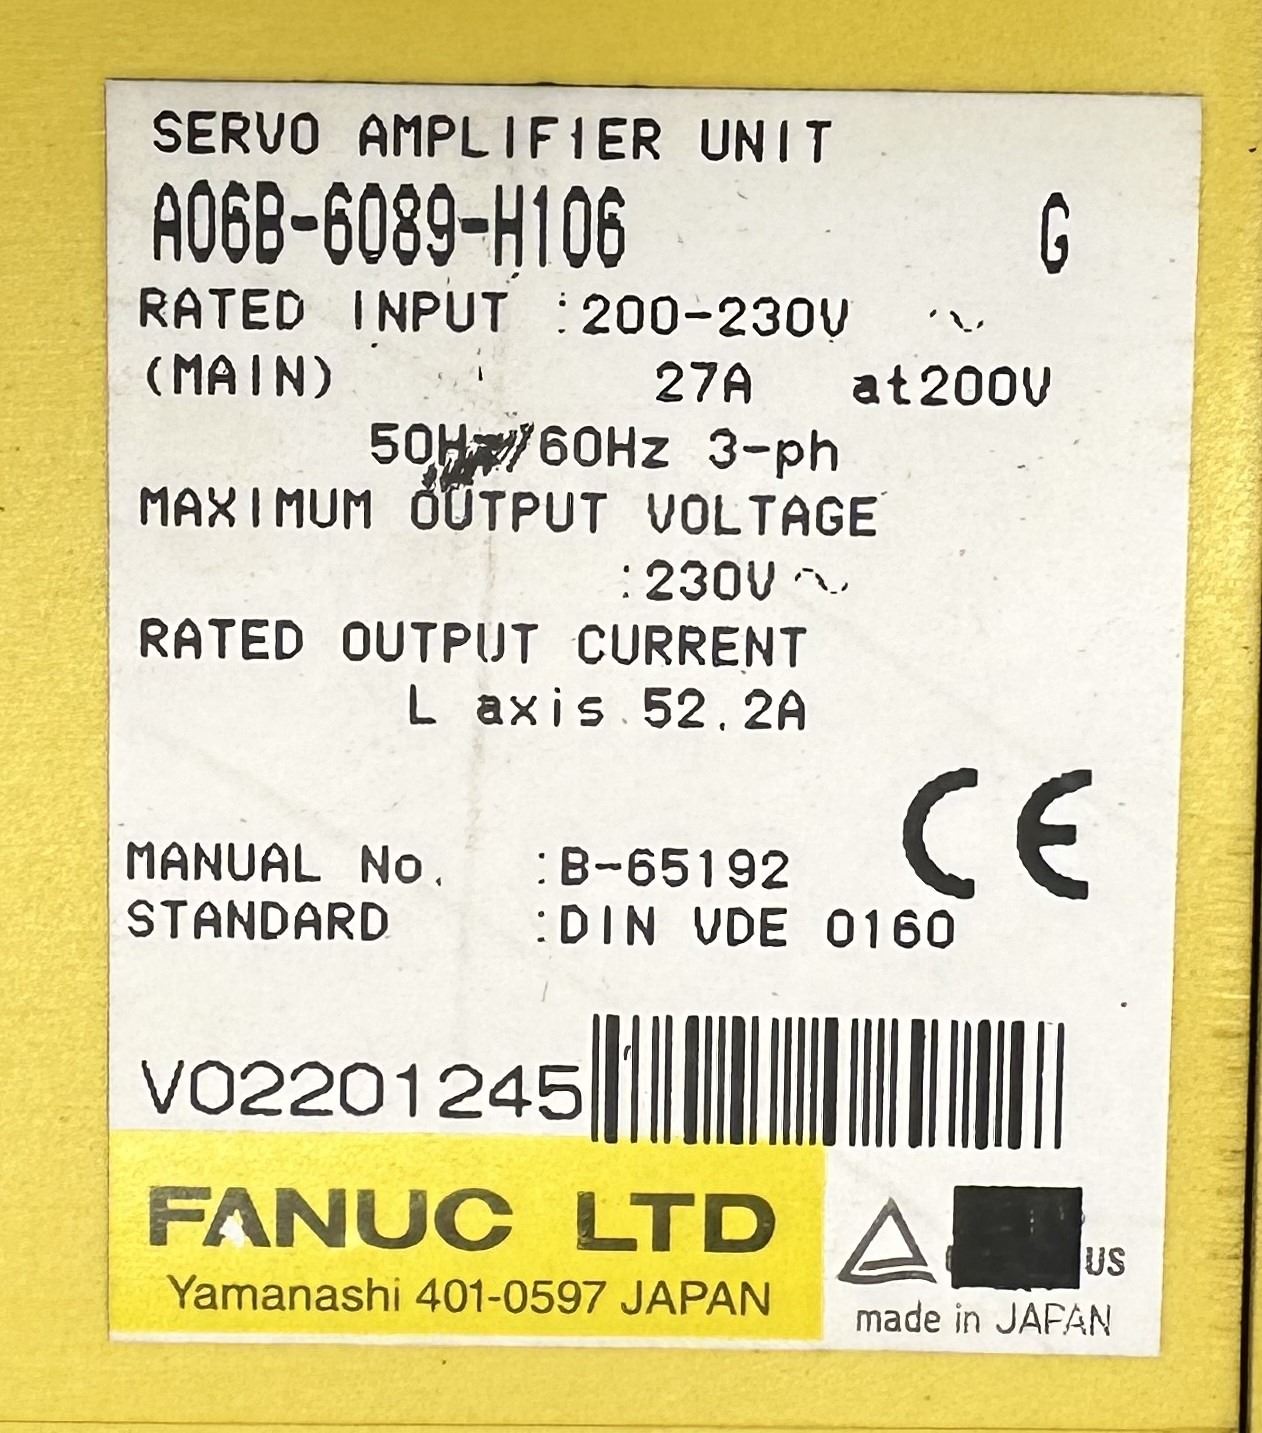 SERVO AMPLIFIER UNIT
A06B-6089-H106 G
RATED INPUT :200-230V ~
(MAIN) 27A at200V
50Hz/60Hz 3-ph
MAXIMUM OUTPUT VOLTAGE
:230V~
RATED OUTPUT CURRENT
L axis 52.2A
CE
MANUAL No. :B-65192
STANDARD :DIN VDE 0160
V02201245
FANUC LTD
Yamanashi 401-0597 JAPAN
US
made in JAPAN